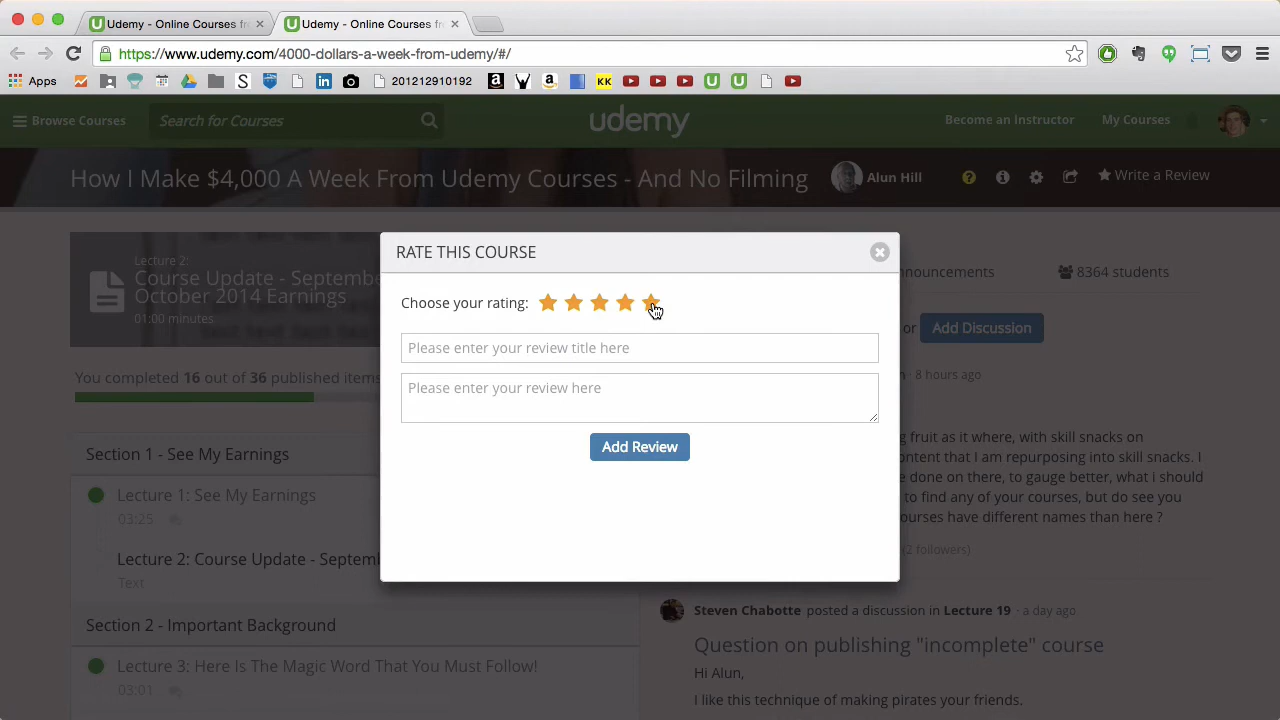 Udemy - Online Courses fr
Udemy - Online Courses fr
https://www.udemy.com/4000-dollars-a-week-from-udemy/#/
Apps
S
in
201212910192
a
a
KK
Browse Courses
Search for Courses
udemy
Become an Instructor
My Courses
How I Make $4,000 A Week From Udemy Courses - And No Filming
Alun Hill
Write a Review
Lecture 2:
Course Update - Septembe
October 2014 Earnings
01:00 minutes
You completed 16 out of 36 published items
Section 1 - See My Earnings
Lecture 1: See My Earnings
03:25
Lecture 2: Course Update - Septemb
Text
Section 2 - Important Background
Lecture 3: Here Is The Magic Word That You Must Follow!
03:01
RATE THIS COURSE
Choose your rating:
Please enter your review title here
Please enter your review here
Add Review
nnouncements
8364 students
or
Add Discussion
· 8 hours ago
g fruit as it where, with skill snacks on
ontent that I am repurposing into skill snacks. I
e done on there, to gauge better, what i should
to find any of your courses, but do see you
ourses have different names than here ?
(2 followers)
Steven Chabotte posted a discussion in Lecture 19 · a day ago
Question on publishing "incomplete" course
Hi Alun,
I like this technique of making pirates your friends.